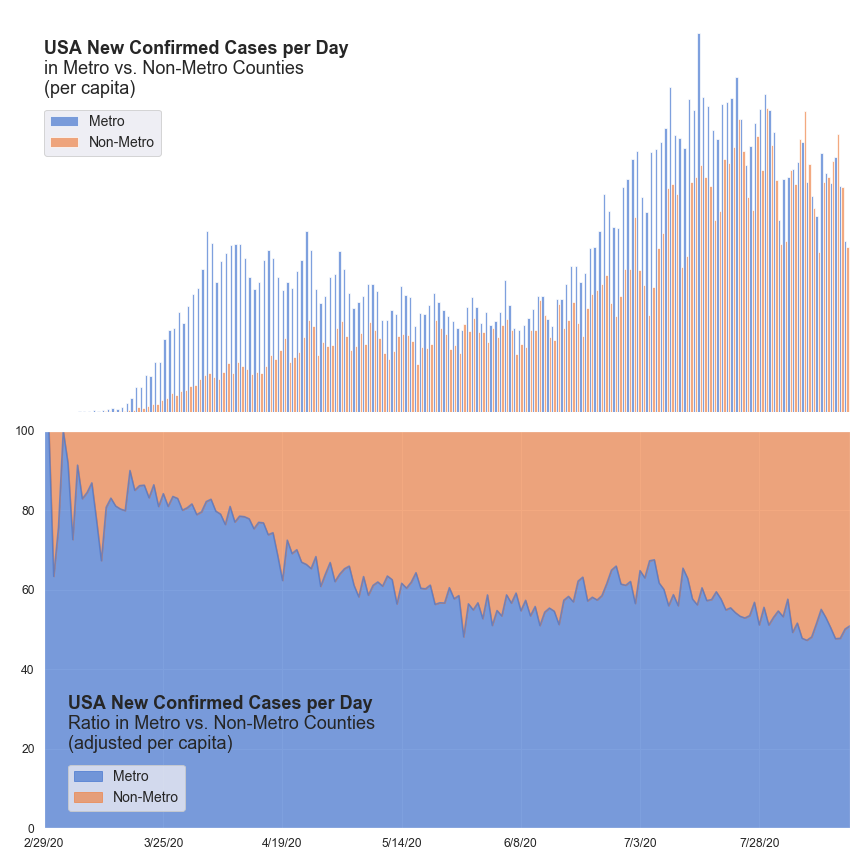 USA New Confirmed Cases per Day
in Metro vs. Non-Metro Counties
(per capita)
Metro
Non-Metro
100
80
60
40
20
0
USA New Confirmed Cases per Day
Ratio in Metro vs. Non-Metro Counties
(adjusted per capita)
Metro
Non-Metro
2/29/20 3/25/20 4/19/20 5/14/20 6/8/20 7/3/20 7/28/20